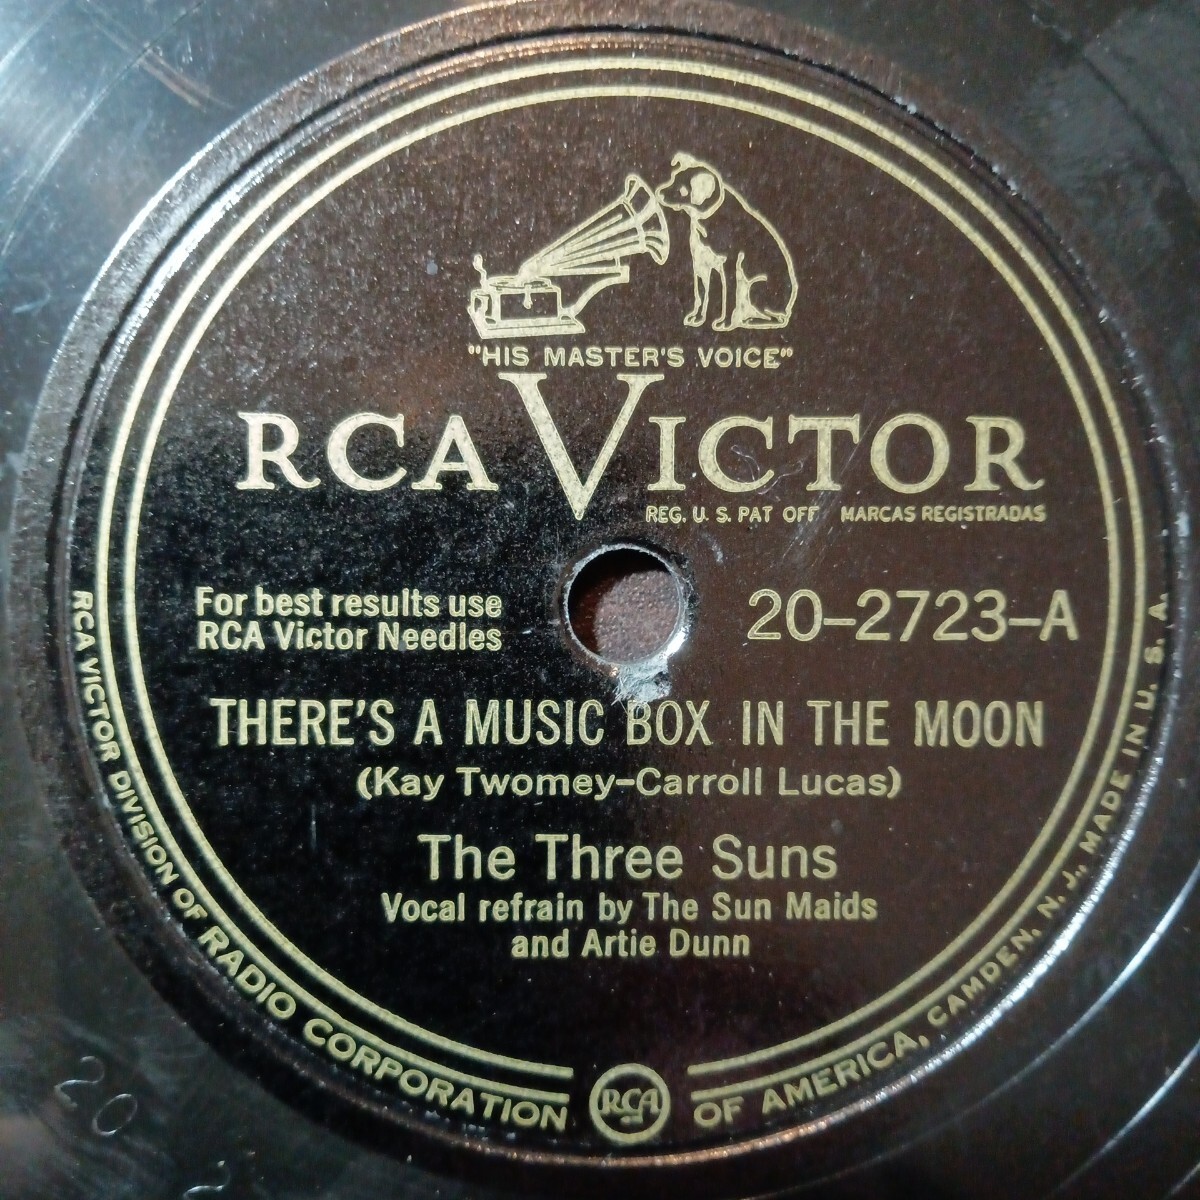 "HIS MASTER'S VOICE"
RCA VICTOR
REG. U. S. PAT OFF MARCAS REGISTRADAS
For best results use
RCA Victor Needles
20-2723-A
THERE'S A MUSIC BOX IN THE MOON
(Kay Twomey-Carroll Lucas)
The Three Suns
Vocal refrain by The Sun Maids
and Artie Dunn
RCA VICTOR DIVISION OF RADIO CORPORATION OF AMERICA, CAMDEN, N. J., MADE IN U. S. A.
RCA
20
2